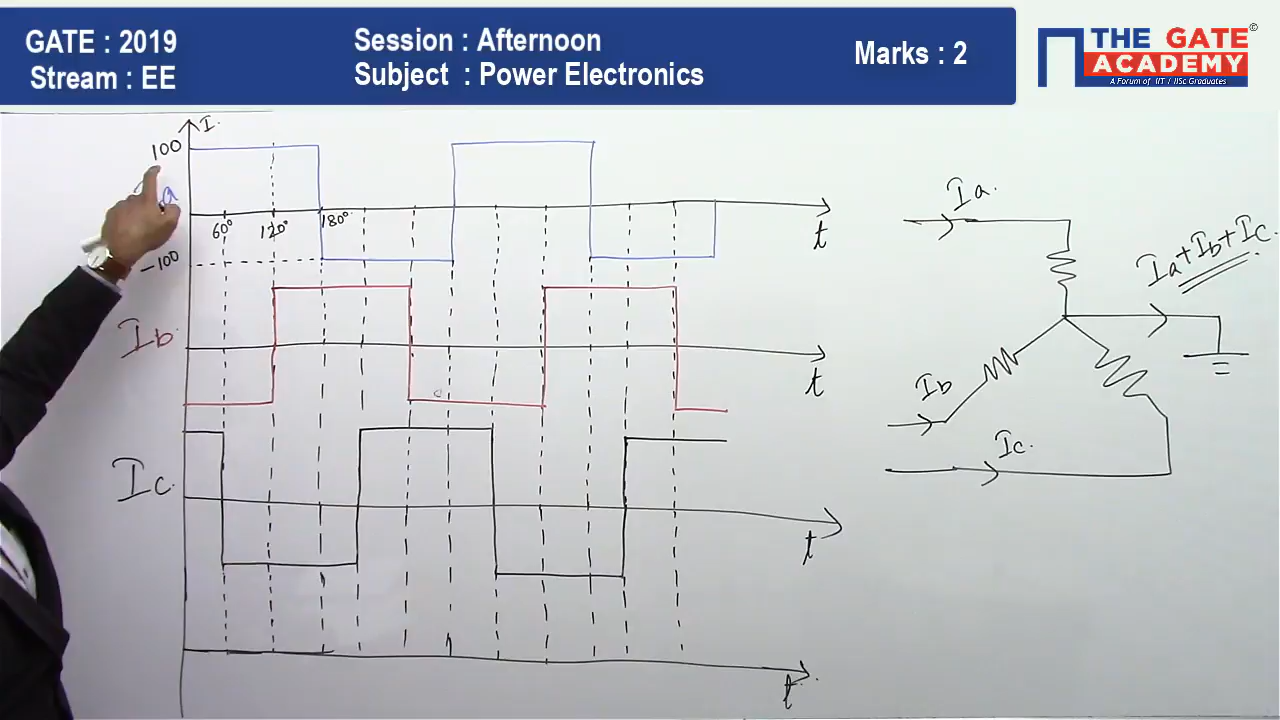 GATE : 2019
Stream : EE
Session : Afternoon
Subject : Power Electronics
Marks : 2
THE GATE
ACADEMY
©
A Forum of IIT / IISc Graduates
I.
100
a
60° 120° 180°
t
-100
Ib
t
Ic
t
t
Ia.
Ia+Ib+Ic.
Ib
Ic.